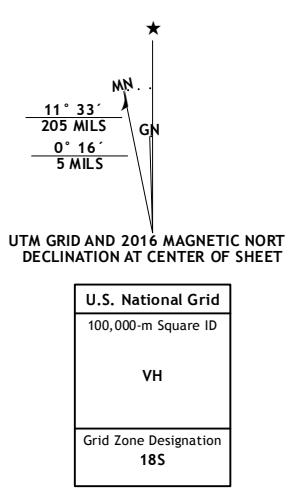 ★
MN
11° 33´
205 MILS
GN
0° 16´
5 MILS
UTM GRID AND 2016 MAGNETIC NORT
DECLINATION AT CENTER OF SHEET
U.S. National Grid
100,000-m Square ID
VH
Grid Zone Designation
18S